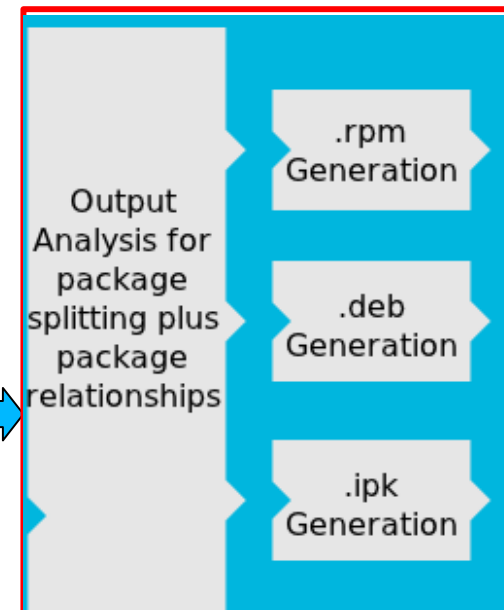 Output
Analysis for
package
splitting plus
package
relationships
.rpm
Generation
.deb
Generation
.ipk
Generation